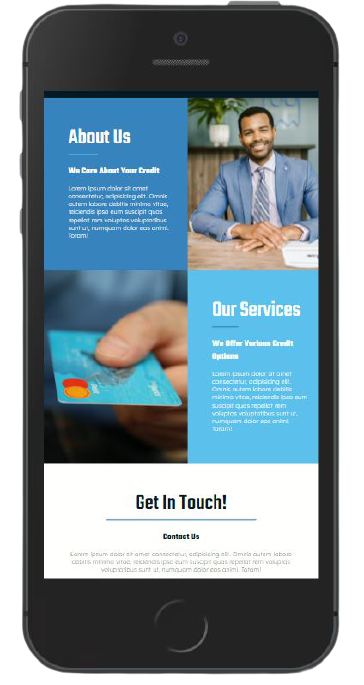 About Us
We Care About Your Credit
Lorem ipsum dolor sit amet
consectetur, adipisicing elit. Omnis
autem labore debitis minima vitae,
reiciendis ipsa eum suscipit quas
repellat rem voluptas voluptatibus
sunt ut, numquam dolor eos animi.
Totam!
Our Services
We Offer Various Credit
Options
Lorem ipsum dolor sit amet
consectetur, adipisicing elit.
Omnis autem labore debitis minima
vitae, reiciendis ipsa eum
suscipit quas repellat rem
voluptas voluptatibus sunt ut,
numquam dolor eos animi.
Totam!
Get In Touch!
Contact Us
Lorem ipsum dolor sit amet consectetur, adipisicing elit. Omnis autem labore
debitis minima vitae, reiciendis ipsa eum suscipit quas repellat rem voluptas
voluptatibus sunt ut, numquam dolor eos animi. Totam!